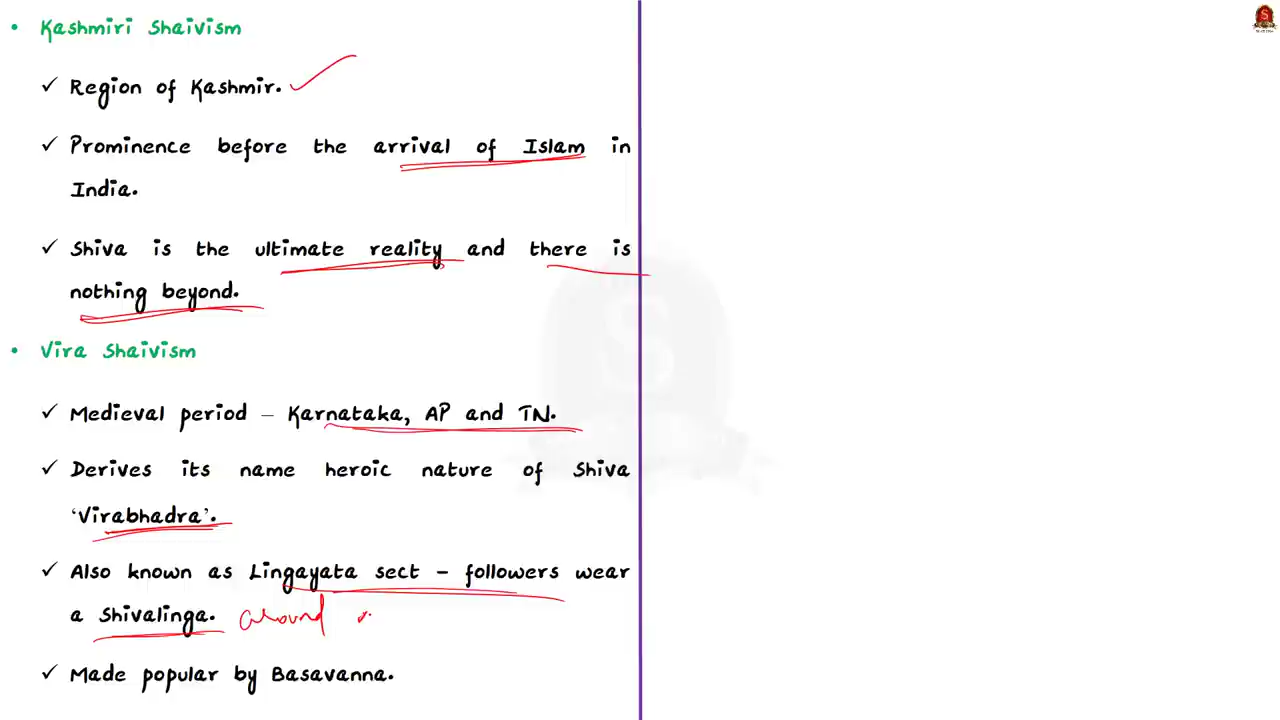 • Kashmiri Shaivism
✓ Region of Kashmir.
✓ Prominence before the arrival of Islam in
India.
✓ Shiva is the ultimate reality and there is
nothing beyond.
• Vira Shaivism
✓ Medieval period – Karnataka, AP and TN.
✓ Derives its name heroic nature of Shiva
‘Virabhadra’.
✓ Also known as Lingayata sect – followers wear
a Shivalinga. around
✓ Made popular by Basavanna.